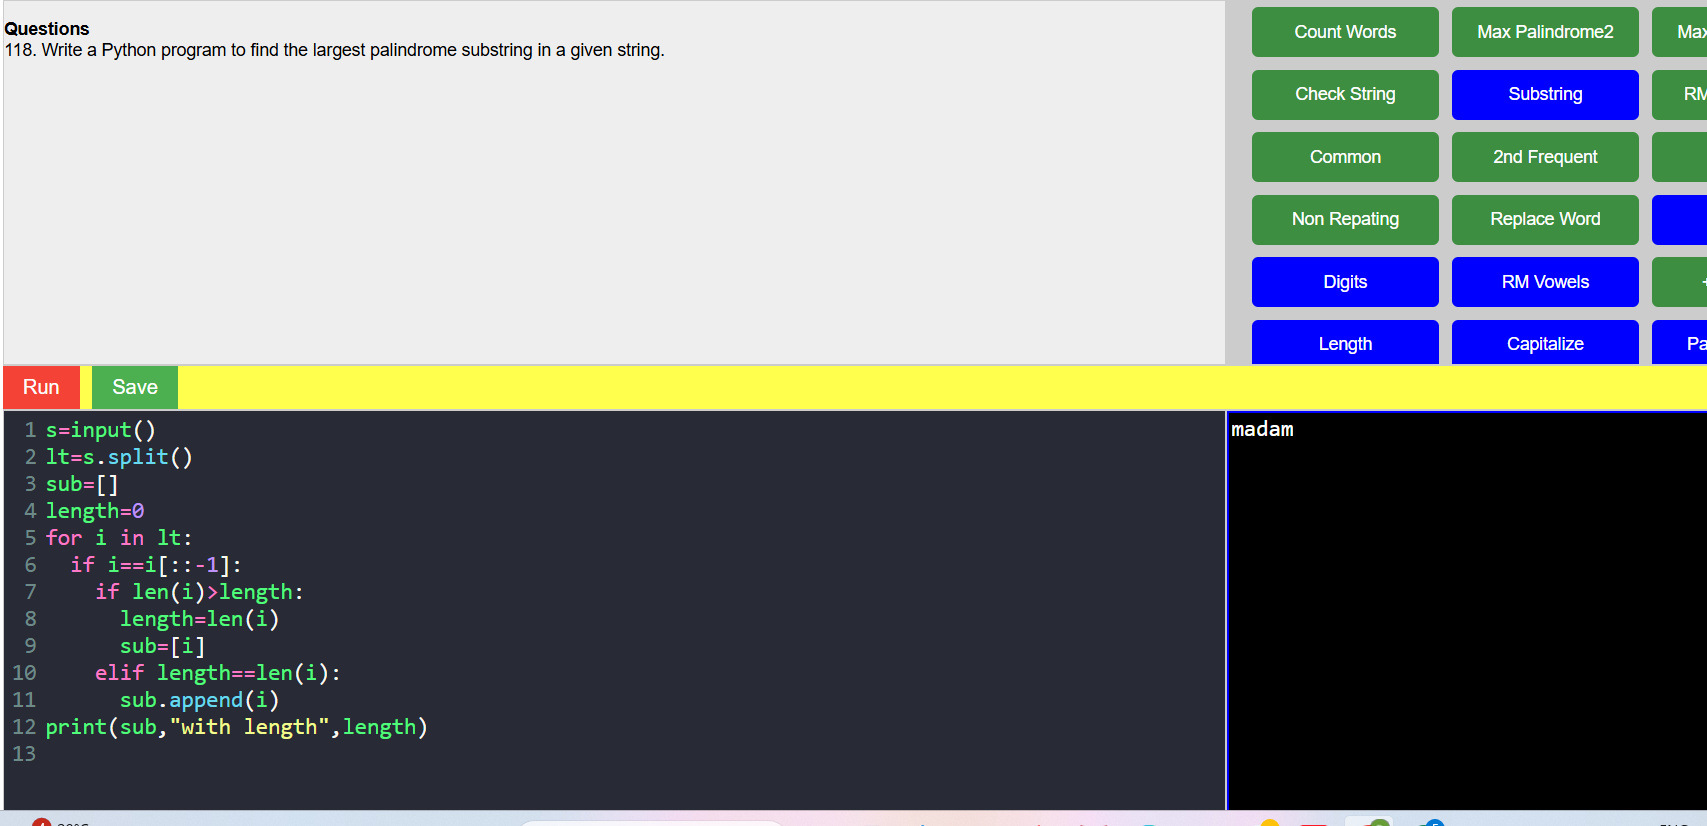 Questions
118. Write a Python program to find the largest palindrome substring in a given string.
Count Words
Max Palindrome2
Check String
Substring
Common
2nd Frequent
Non Repating
Replace Word
Digits
RM Vowels
Length
Capitalize
Run
Save
1 s=input()
2 lt=s.split()
3 sub=[]
4 length=0
5 for i in lt:
6   if i==i[::-1]:
7     if len(i)>length:
8       length=len(i)
9       sub=[i]
10     elif length==len(i):
11       sub.append(i)
12 print(sub,"with length",length)
13
madam